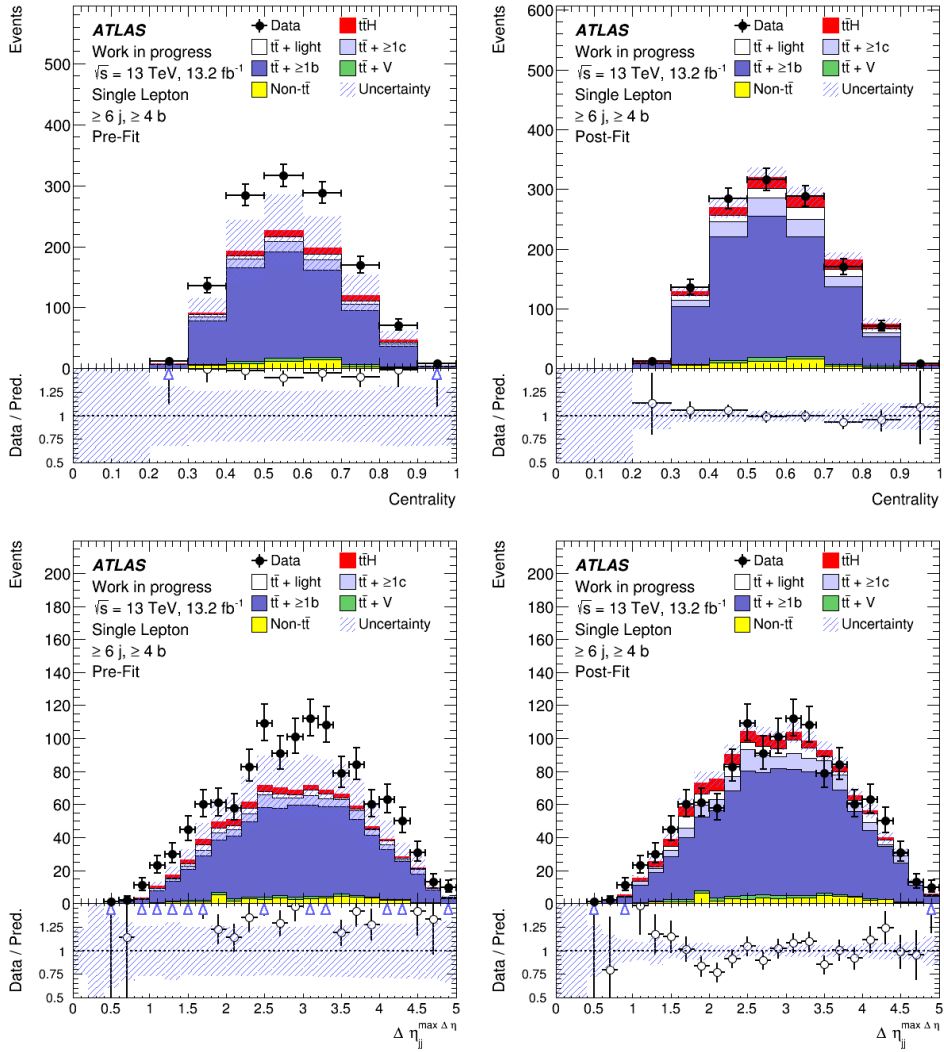 Events
ATLAS
Work in progress
√s = 13 TeV, 13.2 fb⁻¹
Single Lepton
≥ 6 j, ≥ 4 b
Pre-Fit
Data
tt̄H
tt̄ + light
tt̄ + ≥1c
tt̄ + ≥1b
tt̄ + V
Non-tt̄
Uncertainty
500
400
300
200
100
0
Data / Pred.
1.25
1
0.75
0.5
0 0.1 0.2 0.3 0.4 0.5 0.6 0.7 0.8 0.9 1
Centrality
Events
ATLAS
Work in progress
√s = 13 TeV, 13.2 fb⁻¹
Single Lepton
≥ 6 j, ≥ 4 b
Post-Fit
Data
tt̄H
tt̄ + light
tt̄ + ≥1c
tt̄ + ≥1b
tt̄ + V
Non-tt̄
Uncertainty
600
500
400
300
200
100
0
Data / Pred.
1.25
1
0.75
0.5
0 0.1 0.2 0.3 0.4 0.5 0.6 0.7 0.8 0.9 1
Centrality
Events
ATLAS
Work in progress
√s = 13 TeV, 13.2 fb⁻¹
Single Lepton
≥ 6 j, ≥ 4 b
Pre-Fit
Data
tt̄H
tt̄ + light
tt̄ + ≥1c
tt̄ + ≥1b
tt̄ + V
Non-tt̄
Uncertainty
200
180
160
140
120
100
80
60
40
20
0
Data / Pred.
1.25
1
0.75
0.5
0 0.5 1 1.5 2 2.5 3 3.5 4 4.5 5
Δ η_jj^max Δ η
Events
ATLAS
Work in progress
√s = 13 TeV, 13.2 fb⁻¹
Single Lepton
≥ 6 j, ≥ 4 b
Post-Fit
Data
tt̄H
tt̄ + light
tt̄ + ≥1c
tt̄ + ≥1b
tt̄ + V
Non-tt̄
Uncertainty
200
180
160
140
120
100
80
60
40
20
0
Data / Pred.
1.25
1
0.75
0.5
0 0.5 1 1.5 2 2.5 3 3.5 4 4.5 5
Δ η_jj^max Δ η